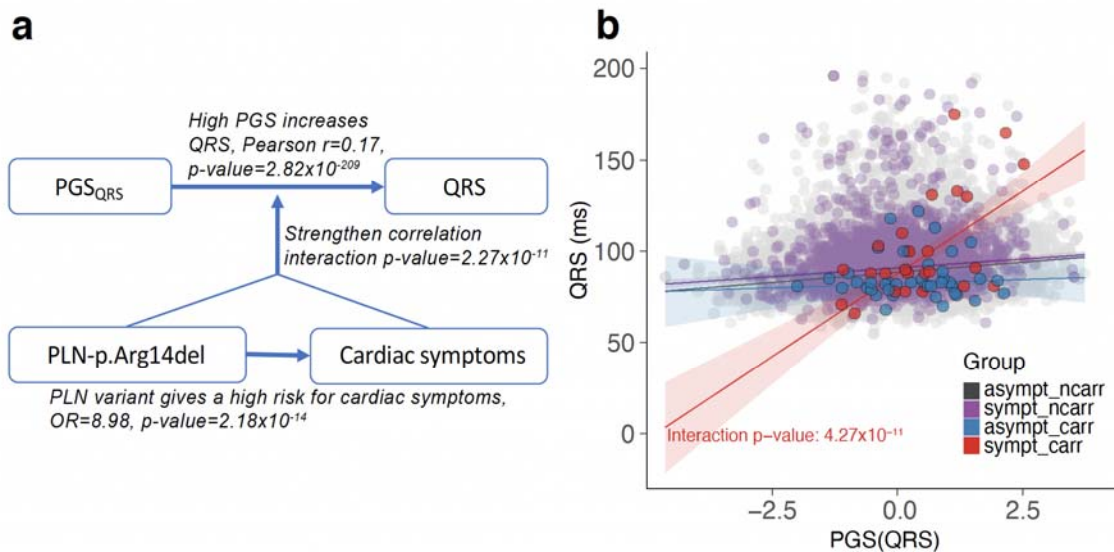 a
High PGS increases
QRS, Pearson r=0.17,
p-value=2.82x10⁻²⁰⁹
PGS_QRS
QRS
Strengthen correlation
interaction p-value=2.27x10⁻¹¹
PLN-p.Arg14del
Cardiac symptoms
PLN variant gives a high risk for cardiac symptoms,
OR=8.98, p-value=2.18x10⁻¹⁴
b
QRS (ms)
200
150
100
50
0
Group
asympt_ncarr
sympt_ncarr
asympt_carr
sympt_carr
Interaction p-value: 4.27x10⁻¹¹
−2.5
0.0
2.5
PGS(QRS)